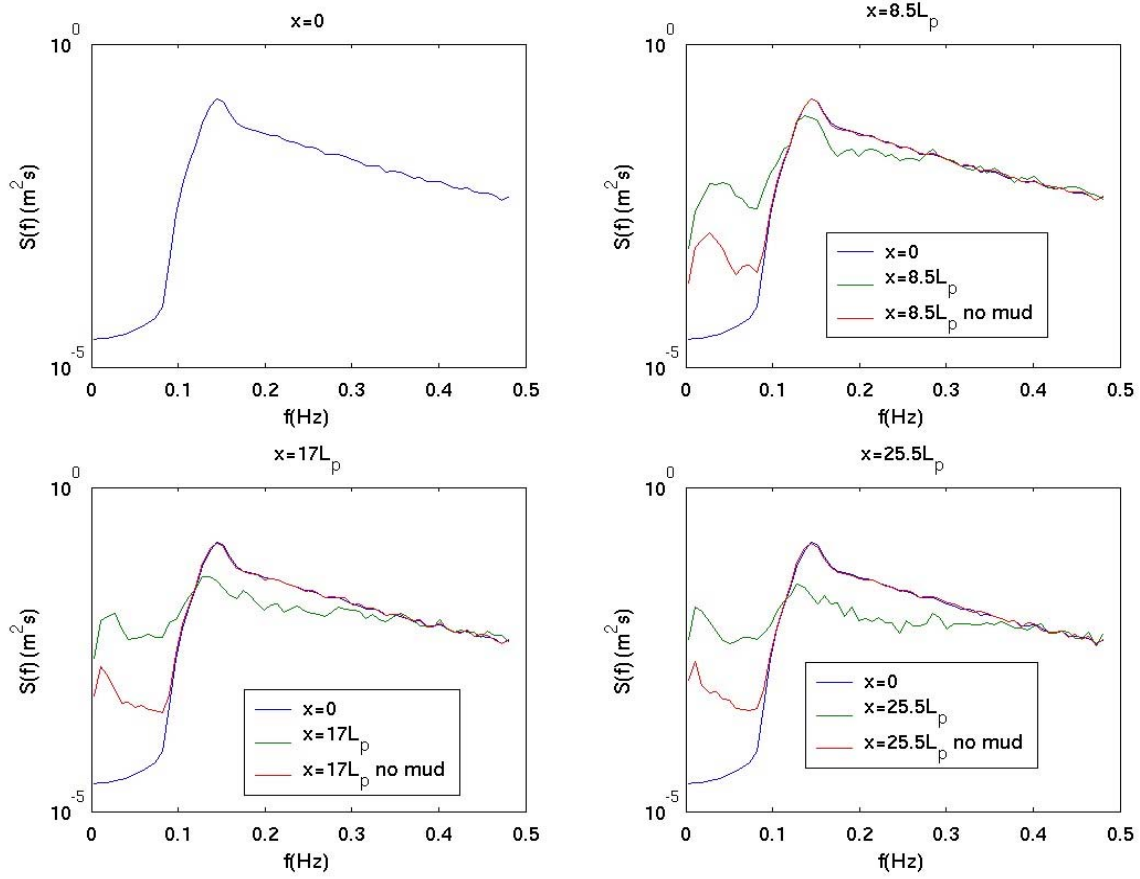 x=0
10^0
S(f) (m^2s)
10^-5
0 0.1 0.2 0.3 0.4 0.5
f(Hz)
x=8.5L_p
10^0
S(f) (m^2s)
x=0
x=8.5L_p
x=8.5L_p no mud
10^-5
0 0.1 0.2 0.3 0.4 0.5
f(Hz)
x=17L_p
10^0
S(f) (m^2s)
x=0
x=17L_p
x=17L_p no mud
10^-5
0 0.1 0.2 0.3 0.4 0.5
f(Hz)
x=25.5L_p
10^0
S(f) (m^2s)
x=0
x=25.5L_p
x=25.5L_p no mud
10^-5
0 0.1 0.2 0.3 0.4 0.5
f(Hz)